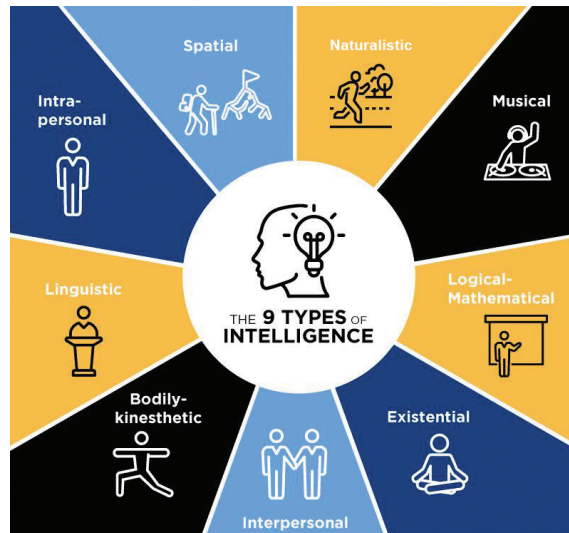 Spatial
Naturalistic
Intra-
personal
Musical
THE 9 TYPES OF
INTELLIGENCE
Linguistic
Logical-
Mathematical
Bodily-
kinesthetic
Existential
Interpersonal